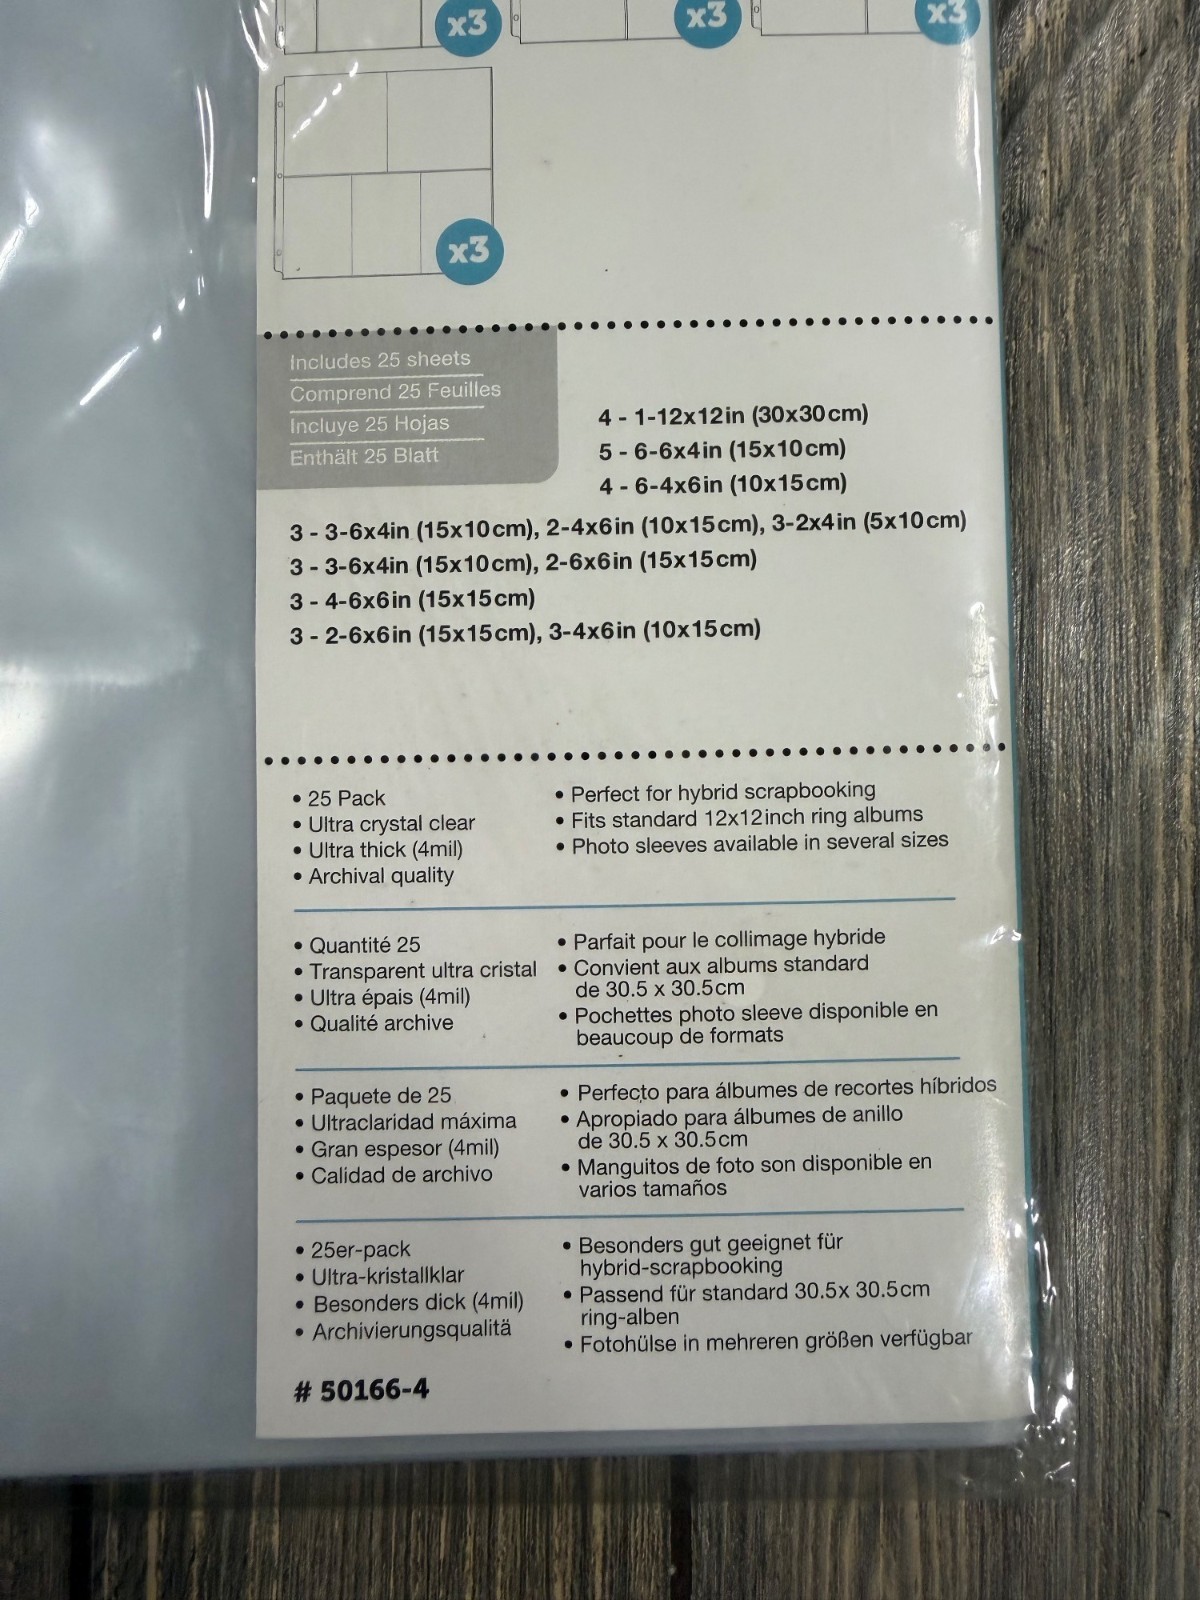 x3 x3 x3
x3
Includes 25 sheets
Comprend 25 Feuilles
Incluye 25 Hojas
Enthält 25 Blatt
4 - 1-12x12in (30x30cm)
5 - 6-6x4in (15x10cm)
4 - 6-4x6in (10x15cm)
3 - 3-6x4in (15x10cm), 2-4x6in (10x15cm), 3-2x4in (5x10cm)
3 - 3-6x4in (15x10cm), 2-6x6in (15x15cm)
3 - 4-6x6in (15x15cm)
3 - 2-6x6in (15x15cm), 3-4x6in (10x15cm)
• 25 Pack
• Ultra crystal clear
• Ultra thick (4mil)
• Archival quality
• Perfect for hybrid scrapbooking
• Fits standard 12x12inch ring albums
• Photo sleeves available in several sizes
• Quantité 25
• Transparent ultra cristal
• Ultra épais (4mil)
• Qualité archive
• Parfait pour le collimage hybride
• Convient aux albums standard
de 30.5 x 30.5cm
• Pochettes photo sleeve disponible en
beaucoup de formats
• Paquete de 25
• Ultraclaridad máxima
• Gran espesor (4mil)
• Calidad de archivo
• Perfecto para álbumes de recortes híbridos
• Apropiado para álbumes de anillo
de 30.5 x 30.5cm
• Manguitos de foto son disponible en
varios tamaños
• 25er-pack
• Ultra-kristallklar
• Besonders dick (4mil)
• Archivierungsqualitä
• Besonders gut geeignet für
hybrid-scrapbooking
• Passend für standard 30.5x 30.5cm
ring-alben
• Fotohülse in mehreren größen verfügbar
# 50166-4